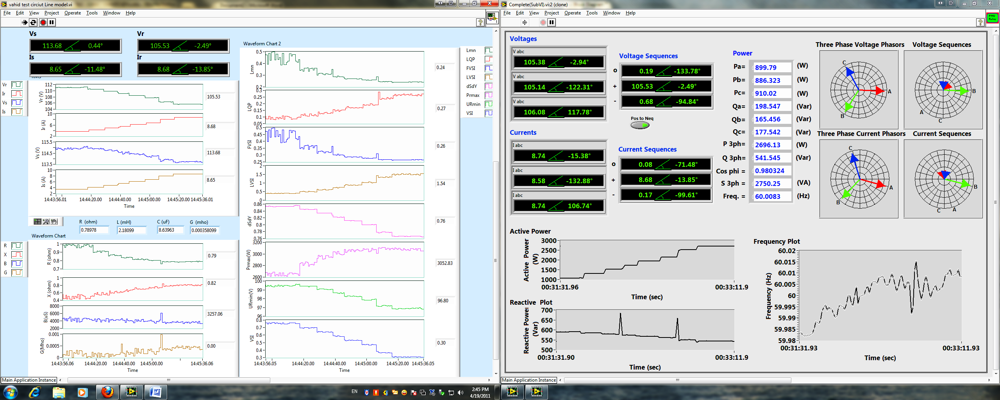 vahid test circiut Line model.vi
File Edit View Project Operate Tools Window Help
Vs
113.68 0.44°
Vr
105.53 -2.49°
Is
8.65 -11.48°
Ir
8.68 -13.85°
Vr
Ir
Vs
Is
Vr (V)
112
110
108
106
104
105.53
Ir (A)
10
6
2
8.68
Vs (V)
115.5
114.5
113.5
113.68
Is (A)
10
8
6
4
2
8.65
14:43:56.01 14:44:20.00 14:44:40.00 14:45:00.00 14:45:20.00 14:45:36.01
Time
R (ohm) L (mH) C (uF) G (mho)
0.78978 2.18099 8.63963 0.000358099
Waveform Chart
R
X
B
G
R (ohm)
1
0.9
0.8
0.7
0.79
X (ohm)
1
0.8
0.6
0.4
0.82
B(uS)
8000
6000
4000
2000
3257.06
G(Mho)
0.001
0.0005
0
0.00
14:43:56.06 14:44:20.00 14:44:40.00 14:45:00.00 14:45:36.06
Time
Waveform Chart 2
Lmn
0.5
0.4
0.3
0.2
0.24
LQP
0.3
0.25
0.2
0.15
0.1
0.05
0.27
FVSI
0.5
0.45
0.4
0.35
0.3
0.25
0.26
LVSI
2
1.5
1
0.5
0
1.54
dSdY
0.86
0.84
0.82
0.8
0.78
0.76
0.76
Prmax(W)
3200
3000
2800
2600
3052.83
URmin(V)
100
99
98
97
96
96.80
VSI
0.8
0.7
0.6
0.5
0.4
0.3
0.30
14:43:56.05 14:44:20.00 14:44:40.00 14:45:00.00 14:45:20.00 14:45:36.05
Time
Lmn
LQP
FVSI
LVSI
dSdY
Prmax
URmin
VSI
Main Application Instance
Complete(SubVI).vi:2 (clone)
File Edit View Project Operate Tools Window Help
PMU
Relay
Voltages
V abc
105.38 -2.94°
V abc
105.14 -122.31°
V abc
106.08 117.78°
Voltage Sequences
o 0.19 -133.78°
+ 105.53 -2.49°
- 0.68 -94.84°
Pos to Neq
Currents
I abc
8.74 -15.38°
I abc
8.58 -132.88°
I abc
8.74 106.74°
Current Sequences
o 0.08 -71.48°
+ 8.68 -13.85°
- 0.17 -99.61°
Power
Pa= 899.79 (W)
Pb= 886.323 (W)
Pc= 910.02 (W)
Qa= 198.547 (Var)
Qb= 165.456 (Var)
Qc= 177.542 (Var)
P 3ph= 2696.13 (W)
Q 3ph= 541.545 (Var)
Cos phi = 0.980324
S 3ph = 2750.25 (VA)
Freq. = 60.0083 (Hz)
Three Phase Voltage Phasors
C
A
B
Voltage Sequences
B
A
C
Three Phase Current Phasors
C
A
B
Current Sequences
B
C A
Active Power
Active Power (W)
3000
2500
2000
1500
1000
00:31:31.96 00:33:11.9
Time (sec)
Reactive Plot
Reactive Power (Var)
700
650
600
550
500
00:31:31.90 00:33:11.9
Time (sec)
Frequency Plot
Frequency (Hz)
60.02
60.015
60.01
60.005
60
59.995
59.99
59.985
59.98
00:31:31.93 00:33:11.93
Time (sec)
Main Application Instance
EN
2:45 PM
4/19/2011